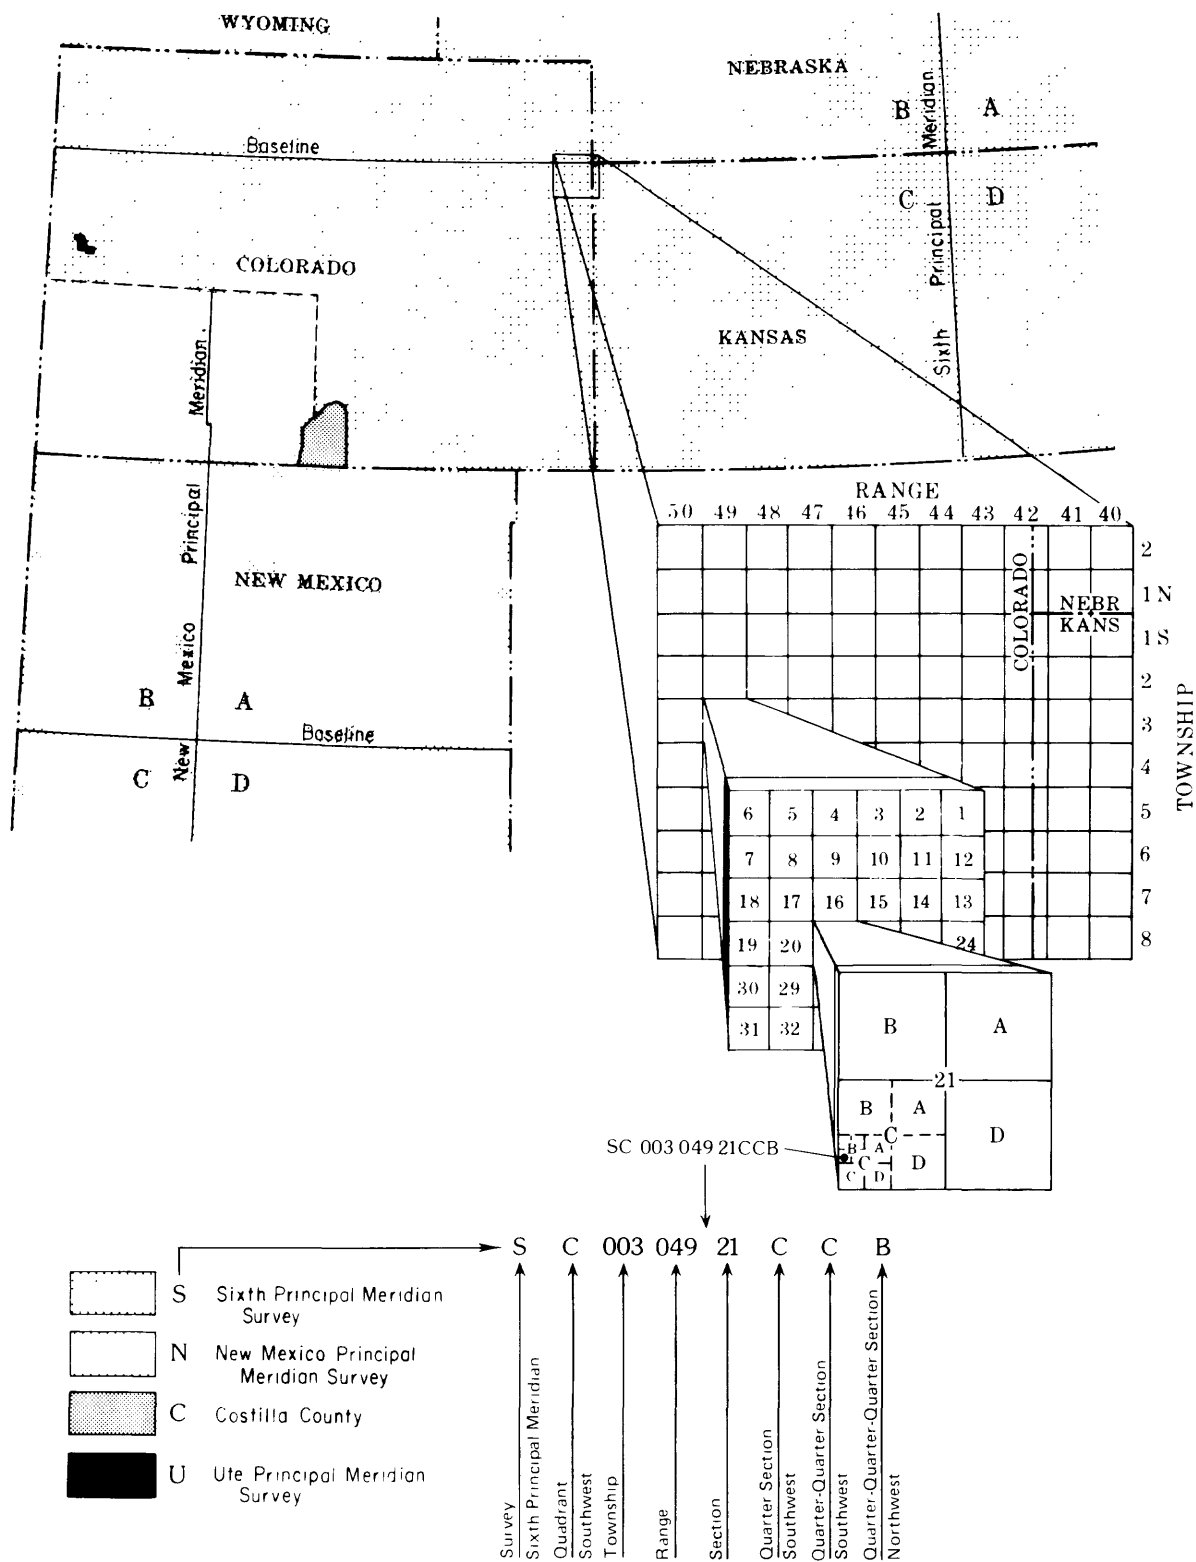 WYOMING
NEBRASKA
B
A
Baseline
C
D
Sixth Principal Meridian
COLORADO
KANSAS
Meridian
New Mexico Principal
NEW MEXICO
B
A
Baseline
C
D
RANGE
50 49 48 47 46 45 44 43 42 41 40
2
1 N
1 S
2
3
4
5
6
7
8
TOWNSHIP
COLORADO
NEBR
KANS
6 5 4 3 2 1
7 8 9 10 11 12
18 17 16 15 14 13
19 20 24
30 29
31 32
B A
21
B A
C
D
D
B A
C
C D
SC 003 049 21CCB
S C 003 049 21 C C B
S Sixth Principal Meridian
Survey
N New Mexico Principal
Meridian Survey
C Costilla County
U Ute Principal Meridian
Survey
Survey
Sixth Principal Meridian
Quadrant
Southwest
Township
Range
Section
Quarter Section
Southwest
Quarter-Quarter Section
Southwest
Quarter-Quarter-Quarter Section
Northwest